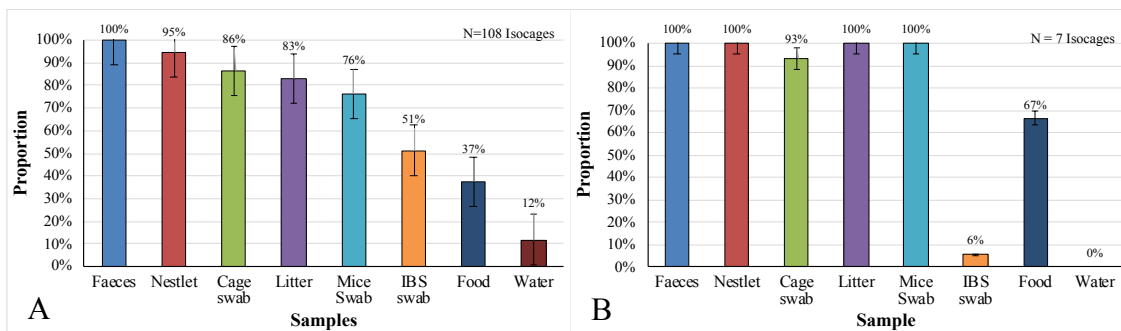 N=108 Isocages
Proportion
100%
90%
80%
70%
60%
50%
40%
30%
20%
10%
0%
100%
95%
86%
83%
76%
51%
37%
12%
Faeces
Nestlet
Cage
swab
Litter
Mice
Swab
IBS
swab
Food
Water
Samples
A
N = 7 Isocages
Proportion
100%
90%
80%
70%
60%
50%
40%
30%
20%
10%
0%
100%
100%
93%
100%
100%
6%
67%
0%
Faeces
Nestlet
Cage
swab
Litter
Mice
Swab
IBS
swab
Food
Water
Sample
B